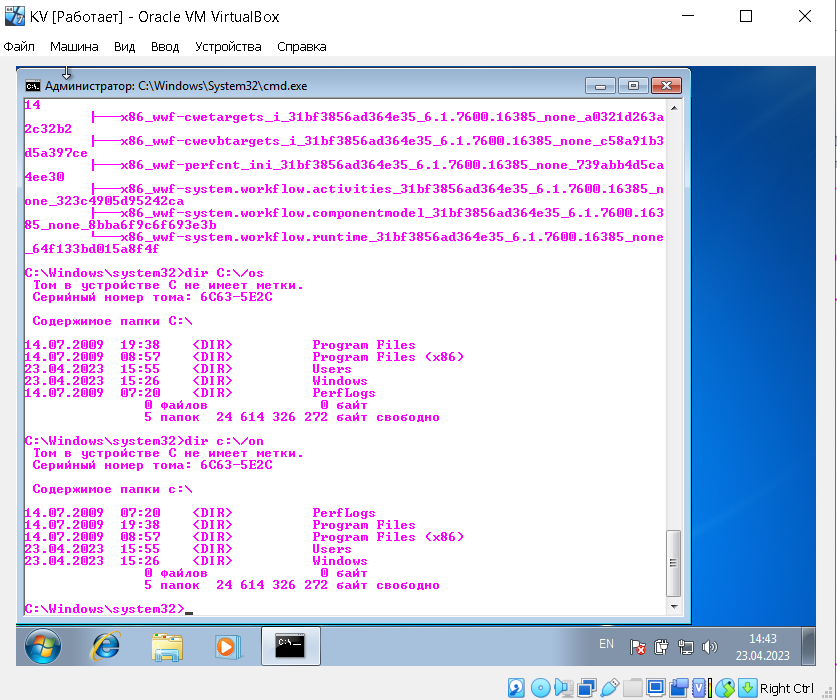 KV [Работает] - Oracle VM VirtualBox
Файл Машина Вид Ввод Устройства Справка
Администратор: C:\Windows\System32\cmd.exe
14
├───x86_wwf-cwetargets_i_31bf3856ad364e35_6.1.7600.16385_none_a0321d263a
2c32b2
├───x86_wwf-cwevbtargets_i_31bf3856ad364e35_6.1.7600.16385_none_c58a91b3
d5a397ce
├───x86_wwf-perfcnt_ini_31bf3856ad364e35_6.1.7600.16385_none_739abb4d5ca
4ee30
├───x86_wwf-system.workflow.activities_31bf3856ad364e35_6.1.7600.16385_n
one_323c4905d95242ca
├───x86_wwf-system.workflow.componentmodel_31bf3856ad364e35_6.1.7600.163
85_none_8bba6f9c6f693e3b
└───x86_wwf-system.workflow.runtime_31bf3856ad364e35_6.1.7600.16385_none
_64f133bd015a8f4f
C:\Windows\system32>dir C:\/os
Том в устройстве C не имеет метки.
Серийный номер тома: 6C63-5E2C
Содержимое папки C:\
14.07.2009 19:38 <DIR> Program Files
14.07.2009 08:57 <DIR> Program Files (x86)
23.04.2023 15:55 <DIR> Users
23.04.2023 15:26 <DIR> Windows
14.07.2009 07:20 <DIR> PerfLogs
0 файлов 0 байт
5 папок 24 614 326 272 байт свободно
C:\Windows\system32>dir c:\/on
Том в устройстве C не имеет метки.
Серийный номер тома: 6C63-5E2C
Содержимое папки c:\
14.07.2009 07:20 <DIR> PerfLogs
14.07.2009 19:38 <DIR> Program Files
14.07.2009 08:57 <DIR> Program Files (x86)
23.04.2023 15:55 <DIR> Users
23.04.2023 15:26 <DIR> Windows
0 файлов 0 байт
5 папок 24 614 326 272 байт свободно
C:\Windows\system32>_
EN
14:43
23.04.2023
Right Ctrl